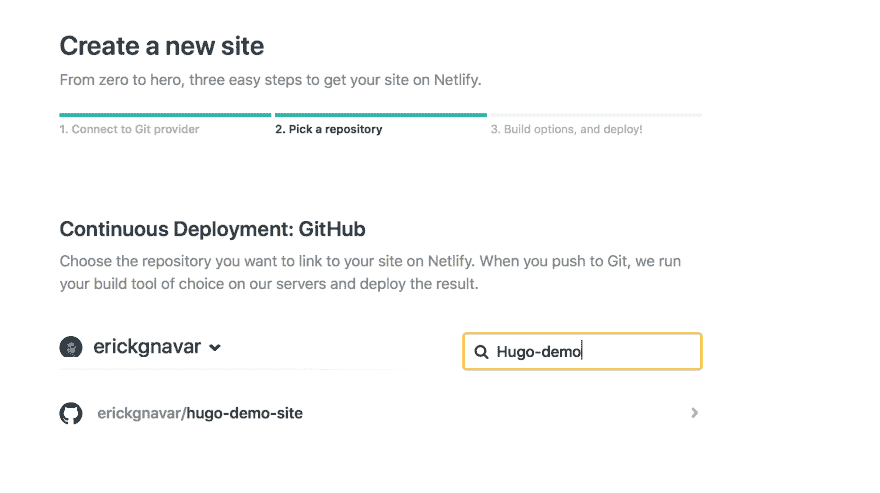 Create a new site
From zero to hero, three easy steps to get your site on Netlify.
1. Connect to Git provider
2. Pick a repository
3. Build options, and deploy!
Continuous Deployment: GitHub
Choose the repository you want to link to your site on Netlify. When you push to Git, we run
your build tool of choice on our servers and deploy the result.
erickgnavar
Hugo-demo
erickgnavar/hugo-demo-site